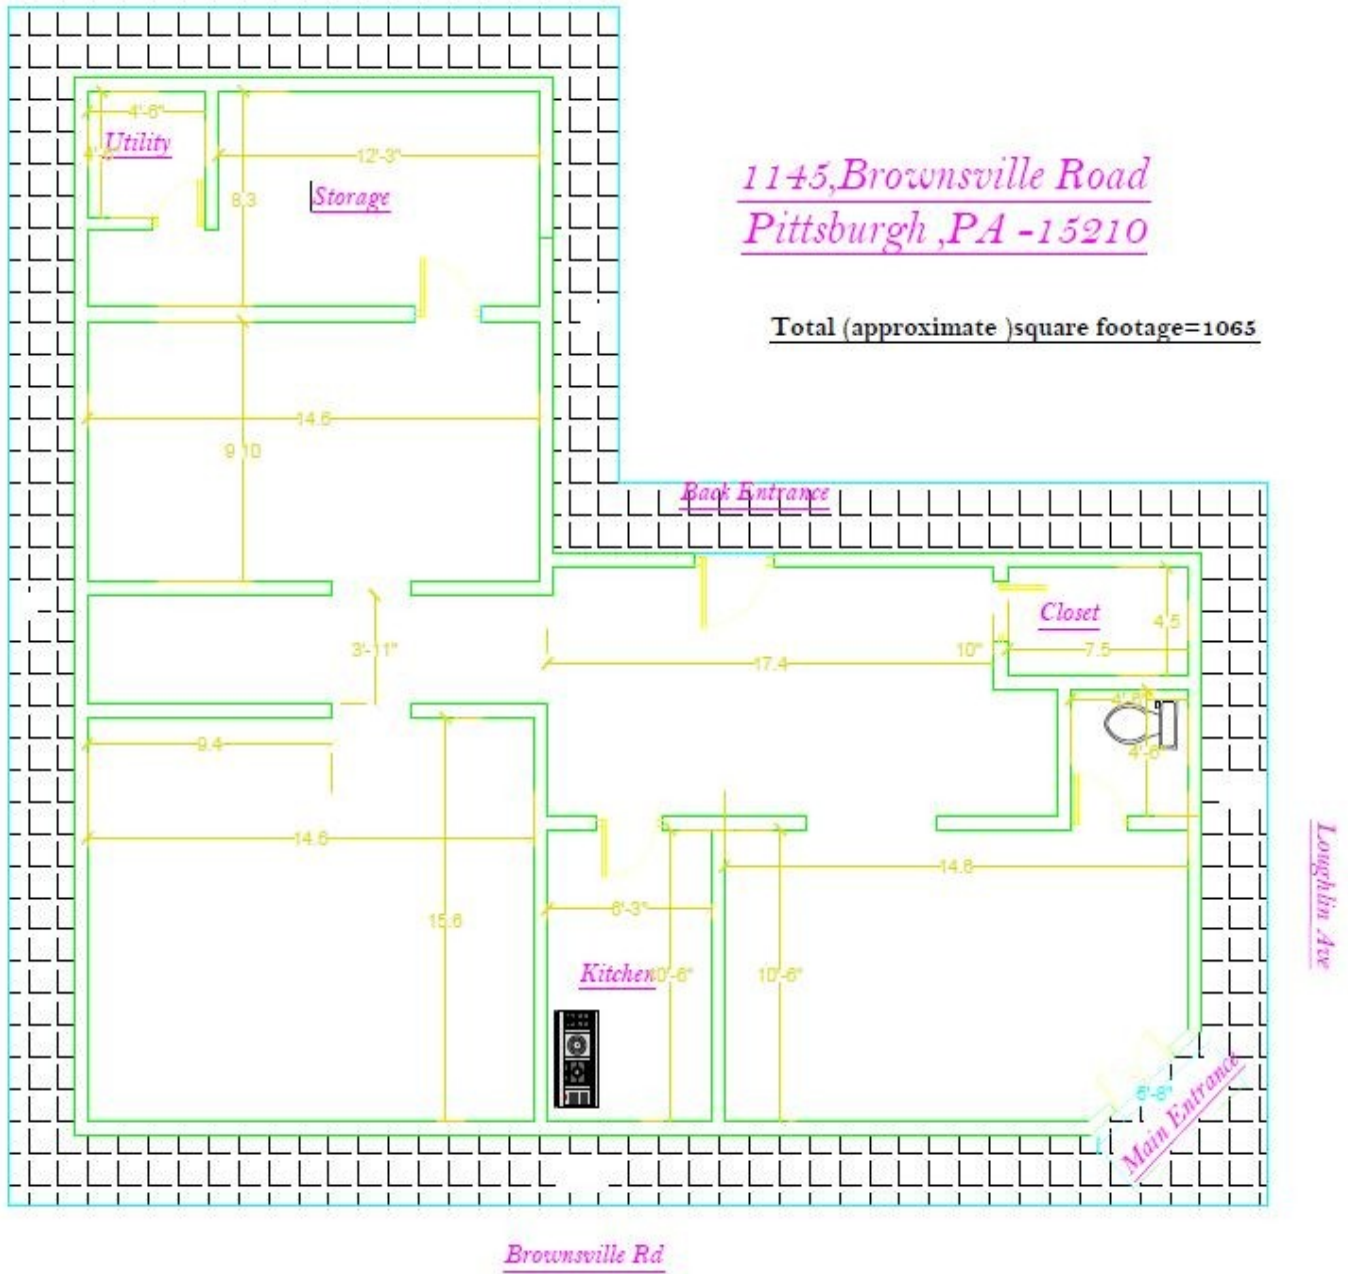 4'-6"
Utility
4'-6"
12'-3"
Storage
8.3
1145,Brownsville Road
Pittsburgh ,PA -15210
Total (approximate )square footage=1065
14.6
9.10
Back Entrance
Closet
4.5
3'-11"
17.4
10"
7.5
9.4
4'-6"
14.6
14.6
6'-3"
15.6
Kitchen
10'-6"
10'-6"
Loughlin Ave
6'-8"
Main Entrance
Brownsville Rd